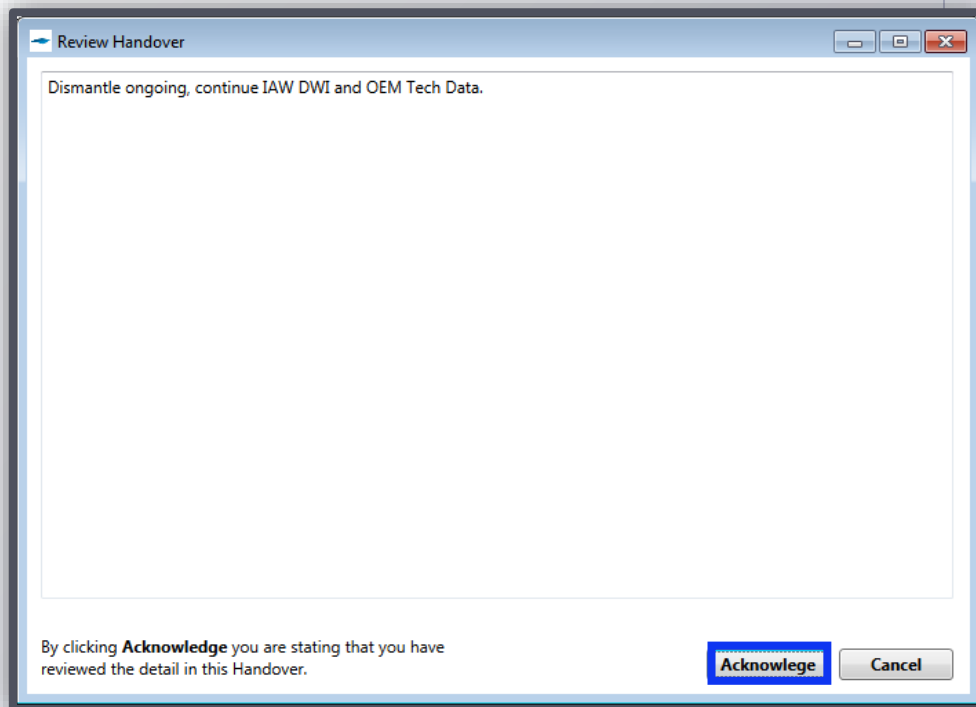 Review Handover
Dismantle ongoing, continue IAW DWI and OEM Tech Data.
By clicking Acknowledge you are stating that you have
reviewed the detail in this Handover.
Acknowlege
Cancel